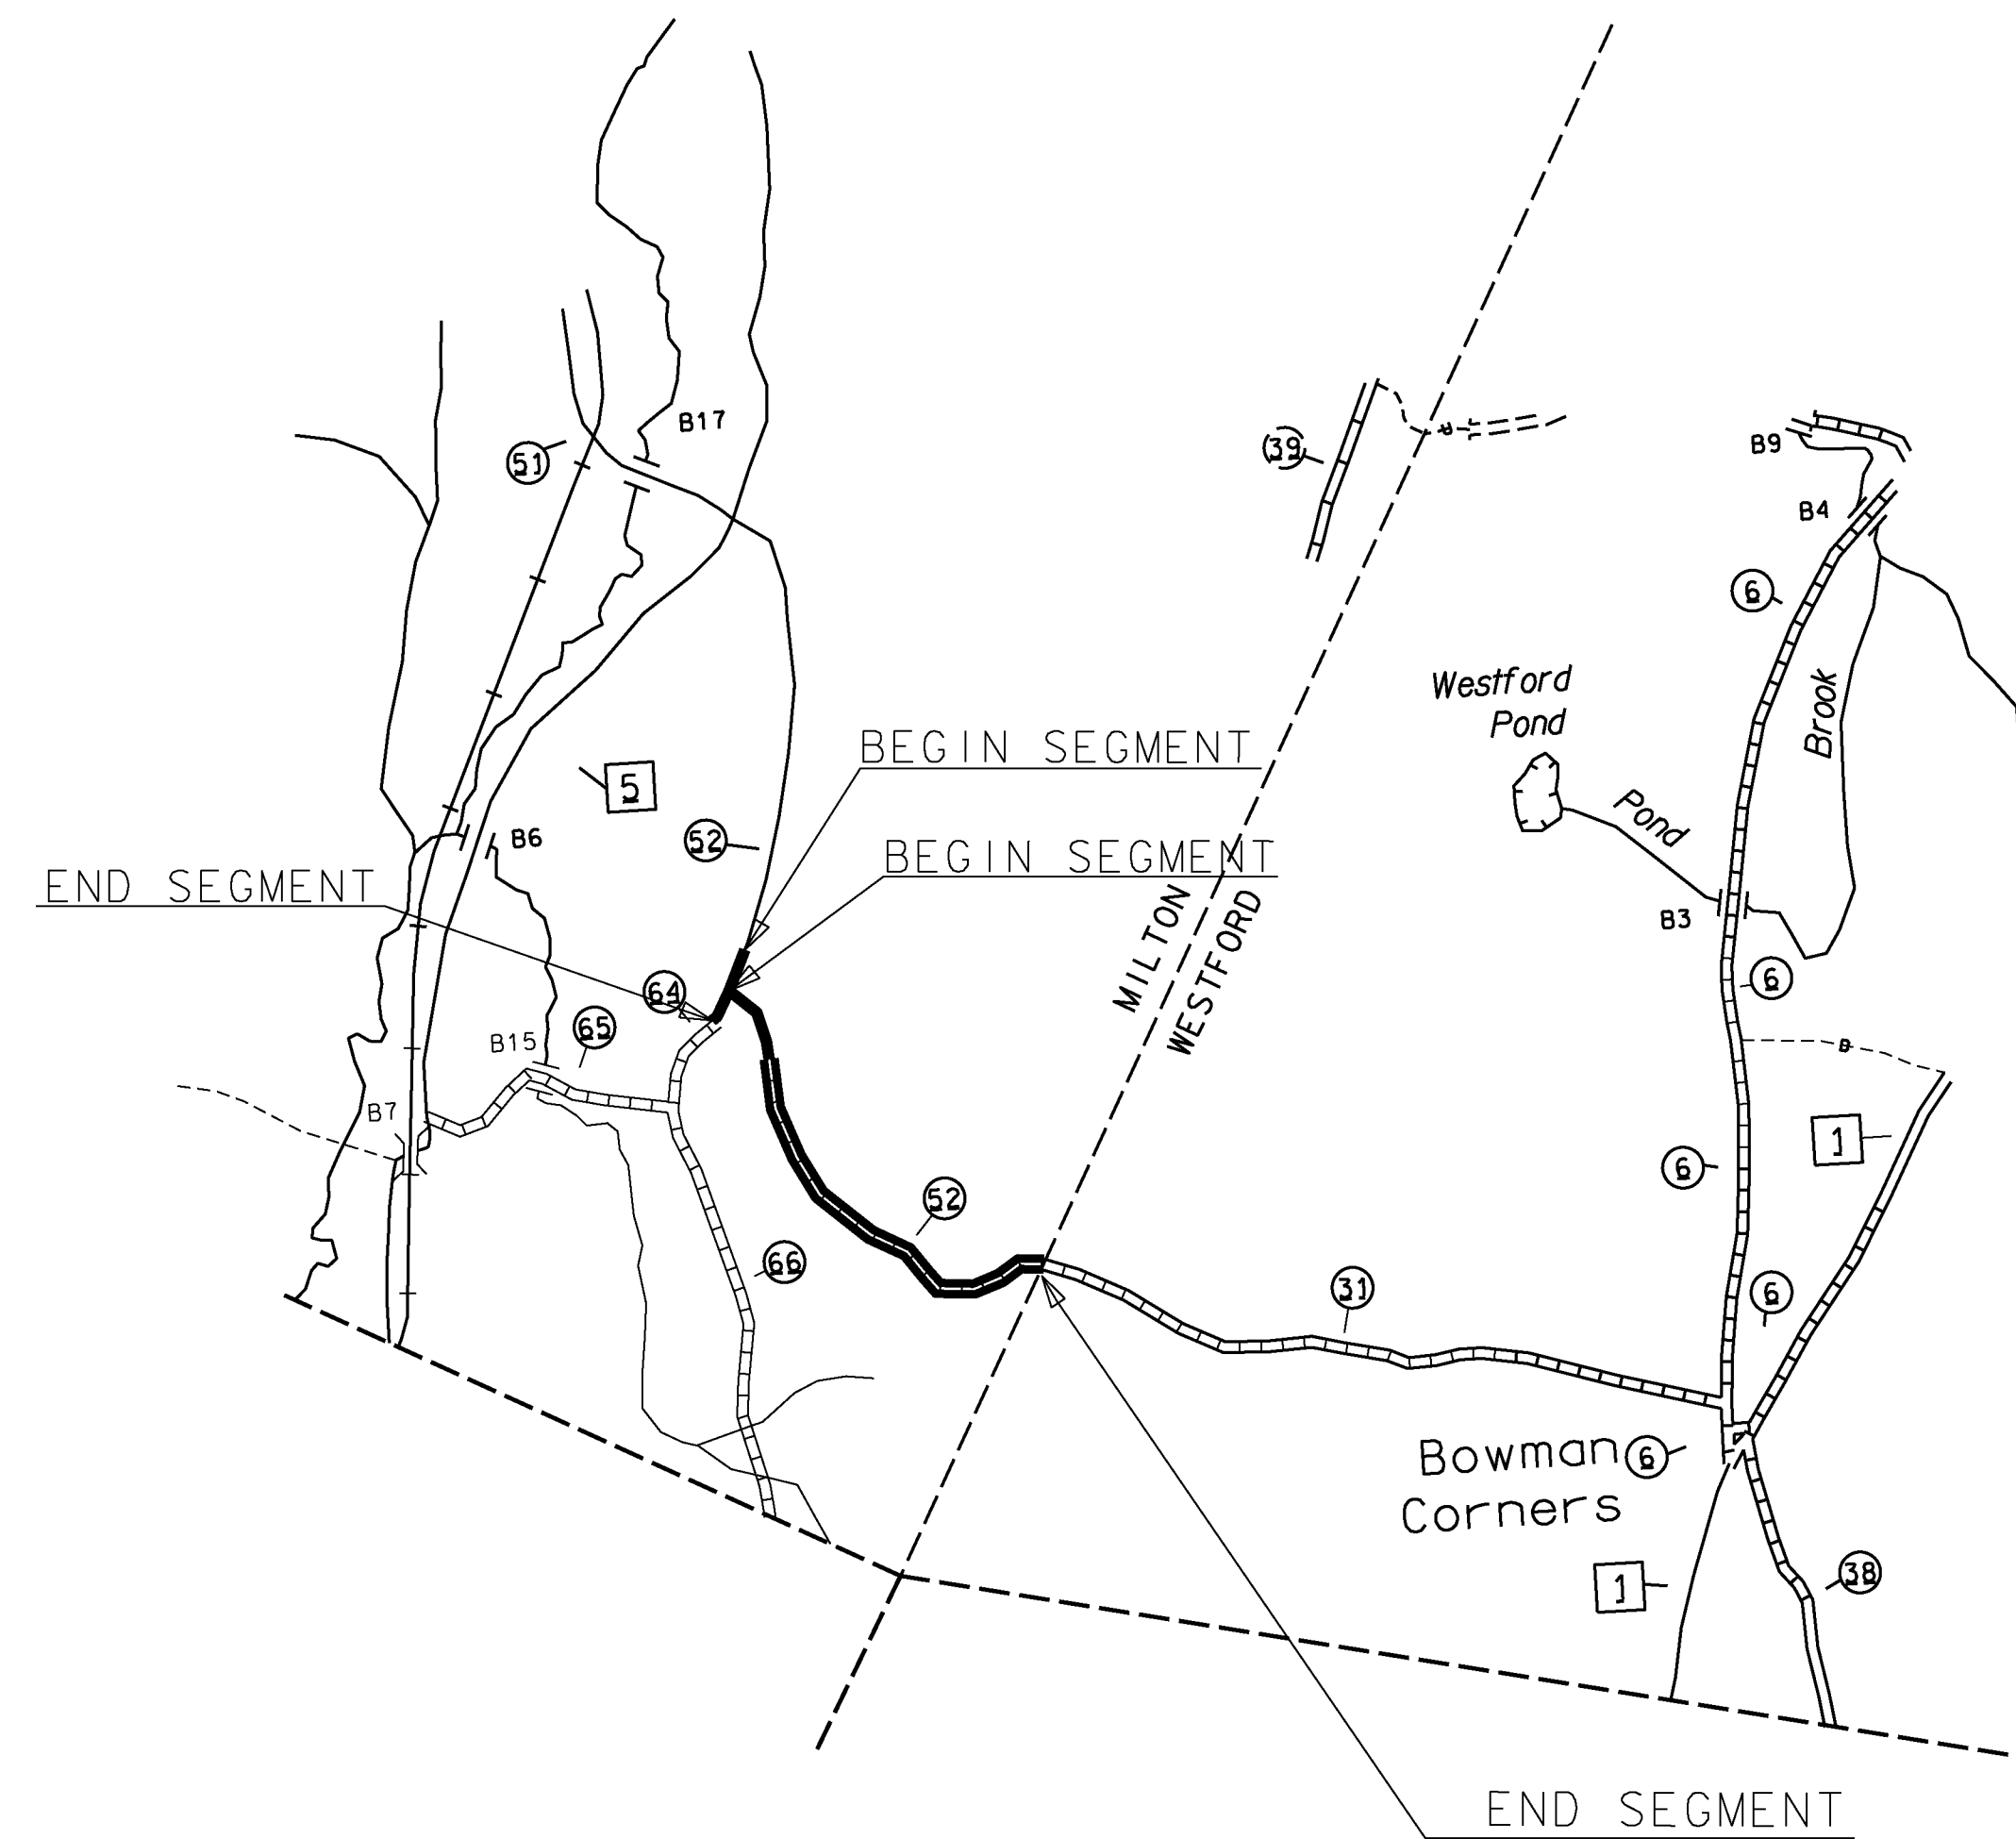 B17
51
39
B9
B4
6
Westford
Pond
Brook
BEGIN SEGMENT
5
52
B6
BEGIN SEGMENT
Pond
END SEGMENT
MILTON
WESTFORD
B3
6
64
65
B15
B7
1
6
52
66
31
6
Bowman
6
Corners
1
38
END SEGMENT